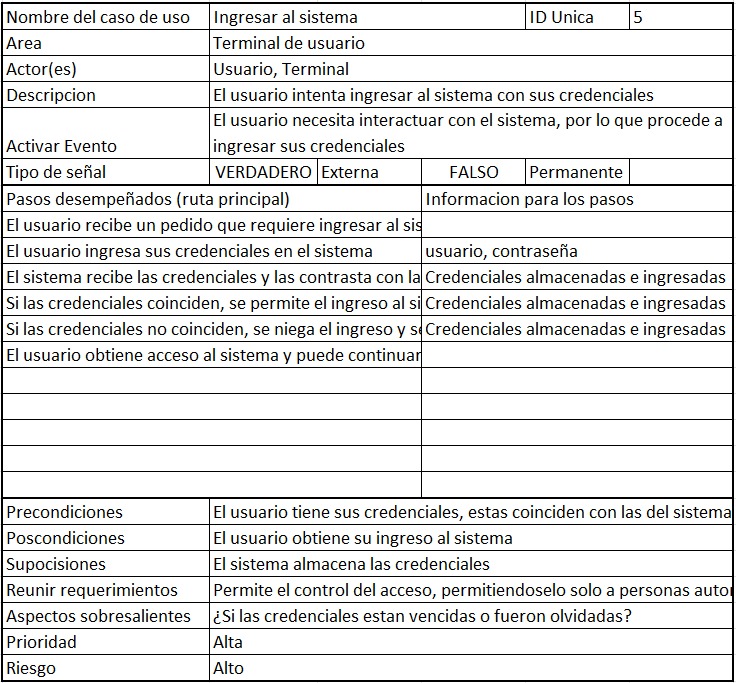 Nombre del caso de uso Ingresar al sistema ID Unica 5
Area Terminal de usuario
Actor(es) Usuario, Terminal
Descripcion El usuario intenta ingresar al sistema con sus credenciales
Activar Evento El usuario necesita interactuar con el sistema, por lo que procede a
ingresar sus credenciales
Tipo de señal VERDADERO Externa FALSO Permanente
Pasos desempeñados (ruta principal) Informacion para los pasos
El usuario recibe un pedido que requiere ingresar al sis
El usuario ingresa sus credenciales en el sistema usuario, contraseña
El sistema recibe las credenciales y las contrasta con la Credenciales almacenadas e ingresadas
Si las credenciales coinciden, se permite el ingreso al si Credenciales almacenadas e ingresadas
Si las credenciales no coinciden, se niega el ingreso y se Credenciales almacenadas e ingresadas
El usuario obtiene acceso al sistema y puede continuar
Precondiciones El usuario tiene sus credenciales, estas coinciden con las del sistema
Poscondiciones El usuario obtiene su ingreso al sistema
Supocisiones El sistema almacena las credenciales
Reunir requerimientos Permite el control del acceso, permitiendoselo solo a personas autor
Aspectos sobresalientes ¿Si las credenciales estan vencidas o fueron olvidadas?
Prioridad Alta
Riesgo Alto